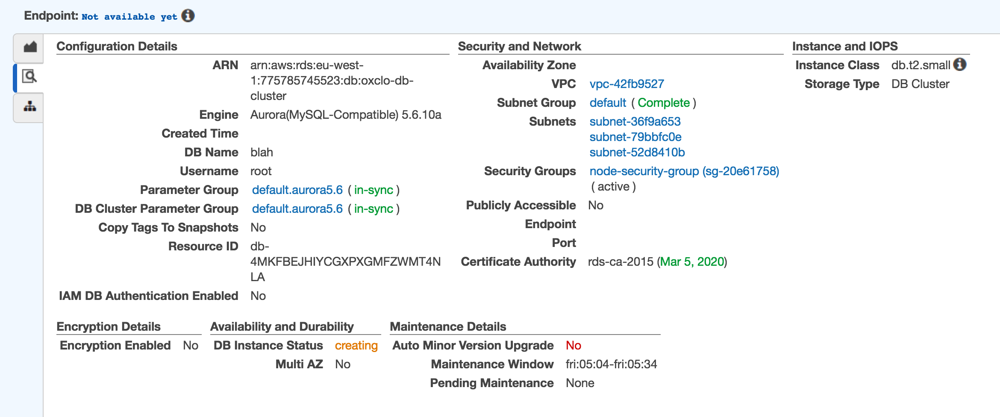 Endpoint: Not available yet
Configuration Details
ARN arn:aws:rds:eu-west-
1:775785745523:db:oxclo-db-
cluster
Engine Aurora(MySQL-Compatible) 5.6.10a
Created Time
DB Name blah
Username root
Parameter Group default.aurora5.6 ( in-sync )
DB Cluster Parameter Group default.aurora5.6 ( in-sync )
Copy Tags To Snapshots No
Resource ID db-
4MKFBEJHIYCGXPXGMFZWMT4N
LA
IAM DB Authentication Enabled No
Security and Network
Availability Zone
VPC vpc-42fb9527
Subnet Group default ( Complete )
Subnets subnet-36f9a653
subnet-79bbfc0e
subnet-52d8410b
Security Groups node-security-group (sg-20e61758)
( active )
Publicly Accessible No
Endpoint
Port
Certificate Authority rds-ca-2015 (Mar 5, 2020)
Instance and IOPS
Instance Class db.t2.small
Storage Type DB Cluster
Encryption Details
Encryption Enabled No
Availability and Durability
DB Instance Status creating
Multi AZ No
Maintenance Details
Auto Minor Version Upgrade No
Maintenance Window fri:05:04-fri:05:34
Pending Maintenance None